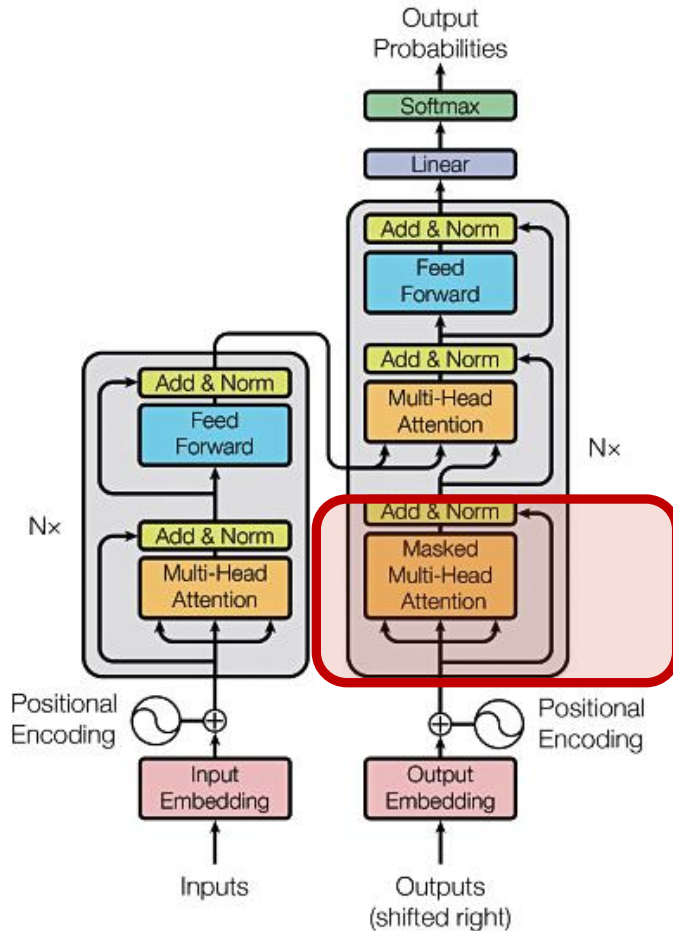 Output
Probabilities
Softmax
Linear
Add & Norm
Feed
Forward
Add & Norm
Multi-Head
Attention
Nx
Add & Norm
Masked
Multi-Head
Attention
Add & Norm
Feed
Forward
Nx
Add & Norm
Multi-Head
Attention
Positional
Encoding
Positional
Encoding
Input
Embedding
Output
Embedding
Inputs
Outputs
(shifted right)